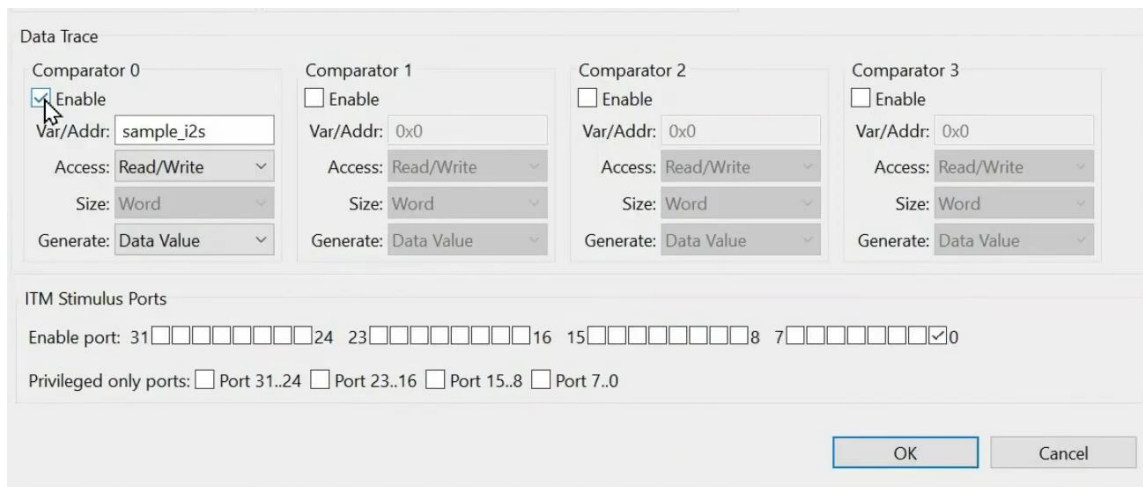 Data Trace
Comparator 0 Comparator 1 Comparator 2 Comparator 3
Enable Enable Enable Enable
Var/Addr: sample_i2s Var/Addr: 0x0 Var/Addr: 0x0 Var/Addr: 0x0
Access: Read/Write Access: Read/Write Access: Read/Write Access: Read/Write
Size: Word Size: Word Size: Word Size: Word
Generate: Data Value Generate: Data Value Generate: Data Value Generate: Data Value
ITM Stimulus Ports
Enable port: 31 24 23 16 15 8 7 0
Privileged only ports: Port 31..24 Port 23..16 Port 15..8 Port 7..0
OK Cancel